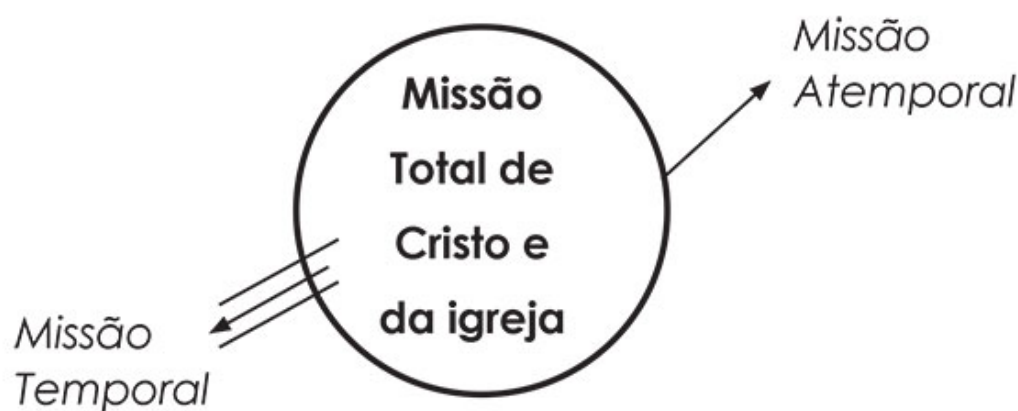 Missão
Atemporal
Missão
Total de
Cristo e
da igreja
Missão
Temporal